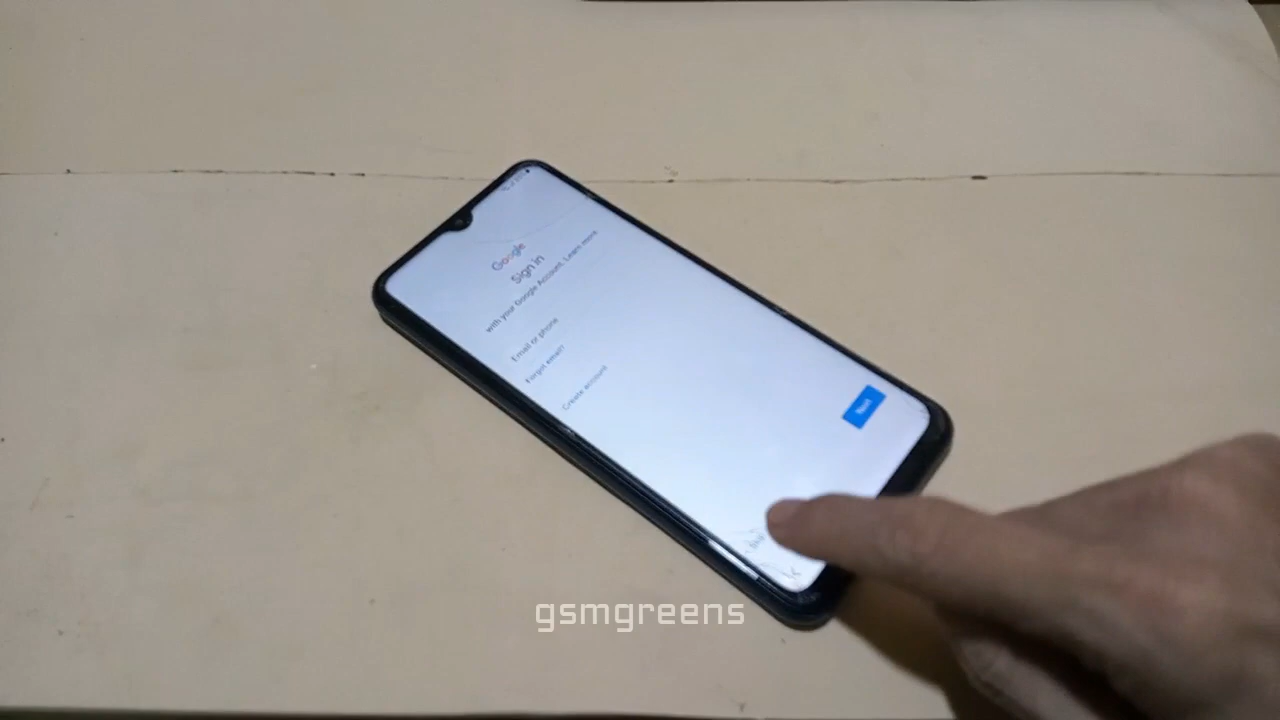 Google
Sign in
with your Google Account. Learn more
Email or phone
Forgot email?
Create account
Next
gsmgreens